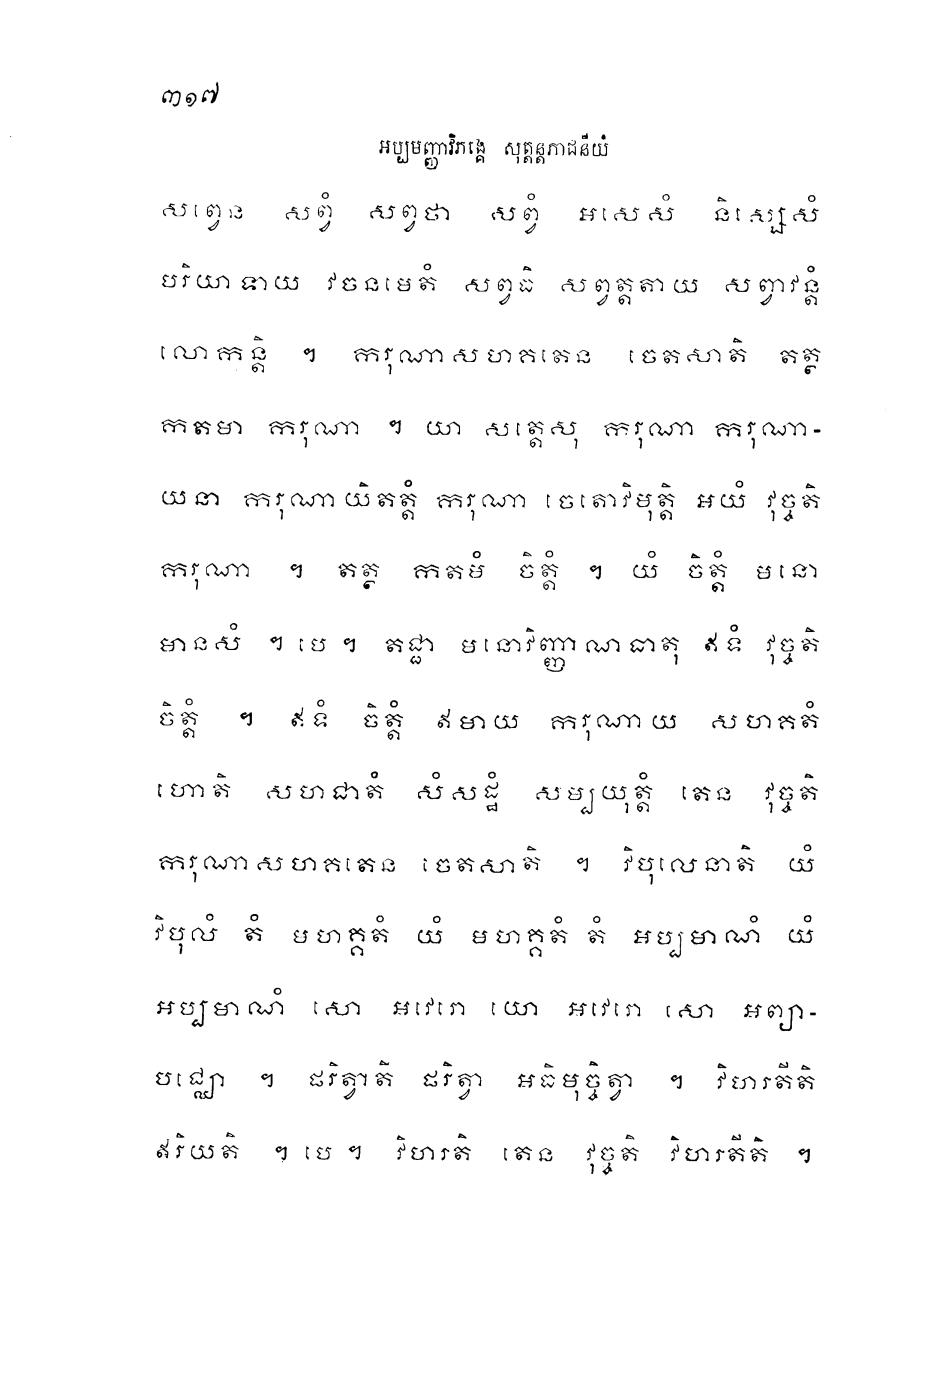 ៣១៧
អប្បមញ្ញាវិភង្គេ សុត្តន្តភាជនីយំ
សព្វេន សព្វំ សព្វថា សព្វំ អសេសំ និស្សេសំ
បរិយាទាយ វចនមេតំ សព្វធិ សព្វត្តតាយ សព្វាវន្តំ
លោកន្តិ ។ ករុណាសហគតេន ចេតសាតិ តត្ថ
កតមា ករុណា ។ យា សត្តេសុ ករុណា ករុណា-
យនា ករុណាយិតត្តំ ករុណា ចេតោវិមុត្តិ អយំ វុច្ចតិ
ករុណា ។ តត្ថ កតមំ ចិត្តំ ។ យំ ចិត្តំ មនោ
មានសំ ។ បេ ។ តជ្ជា មនោវិញ្ញាណធាតុ ឥទំ វុច្ចតិ
ចិត្តំ ។ ឥទំ ចិត្តំ ឥមាយ ករុណាយ សហគតំ
ហោតិ សហជាតំ សំសដ្ឋំ សម្បយុត្តំ តេន វុច្ចតិ
ករុណាសហគតេន ចេតសាតិ ។ វិបុលេនាតិ យំ
វិបុលំ តំ មហគ្គតំ យំ មហគ្គតំ តំ អប្បមាណំ យំ
អប្បមាណំ សោ អវេរោ យោ អវេរោ សោ អព្យា-
បជ្ឈោ ។ ផរិត្វាតិ ផរិត្វា អធិមុច្ចិត្វា ។ វិហរតីតិ
ឥរិយតិ ។ បេ ។ វិហរតិ តេន វុច្ចតិ វិហរតីតិ ។